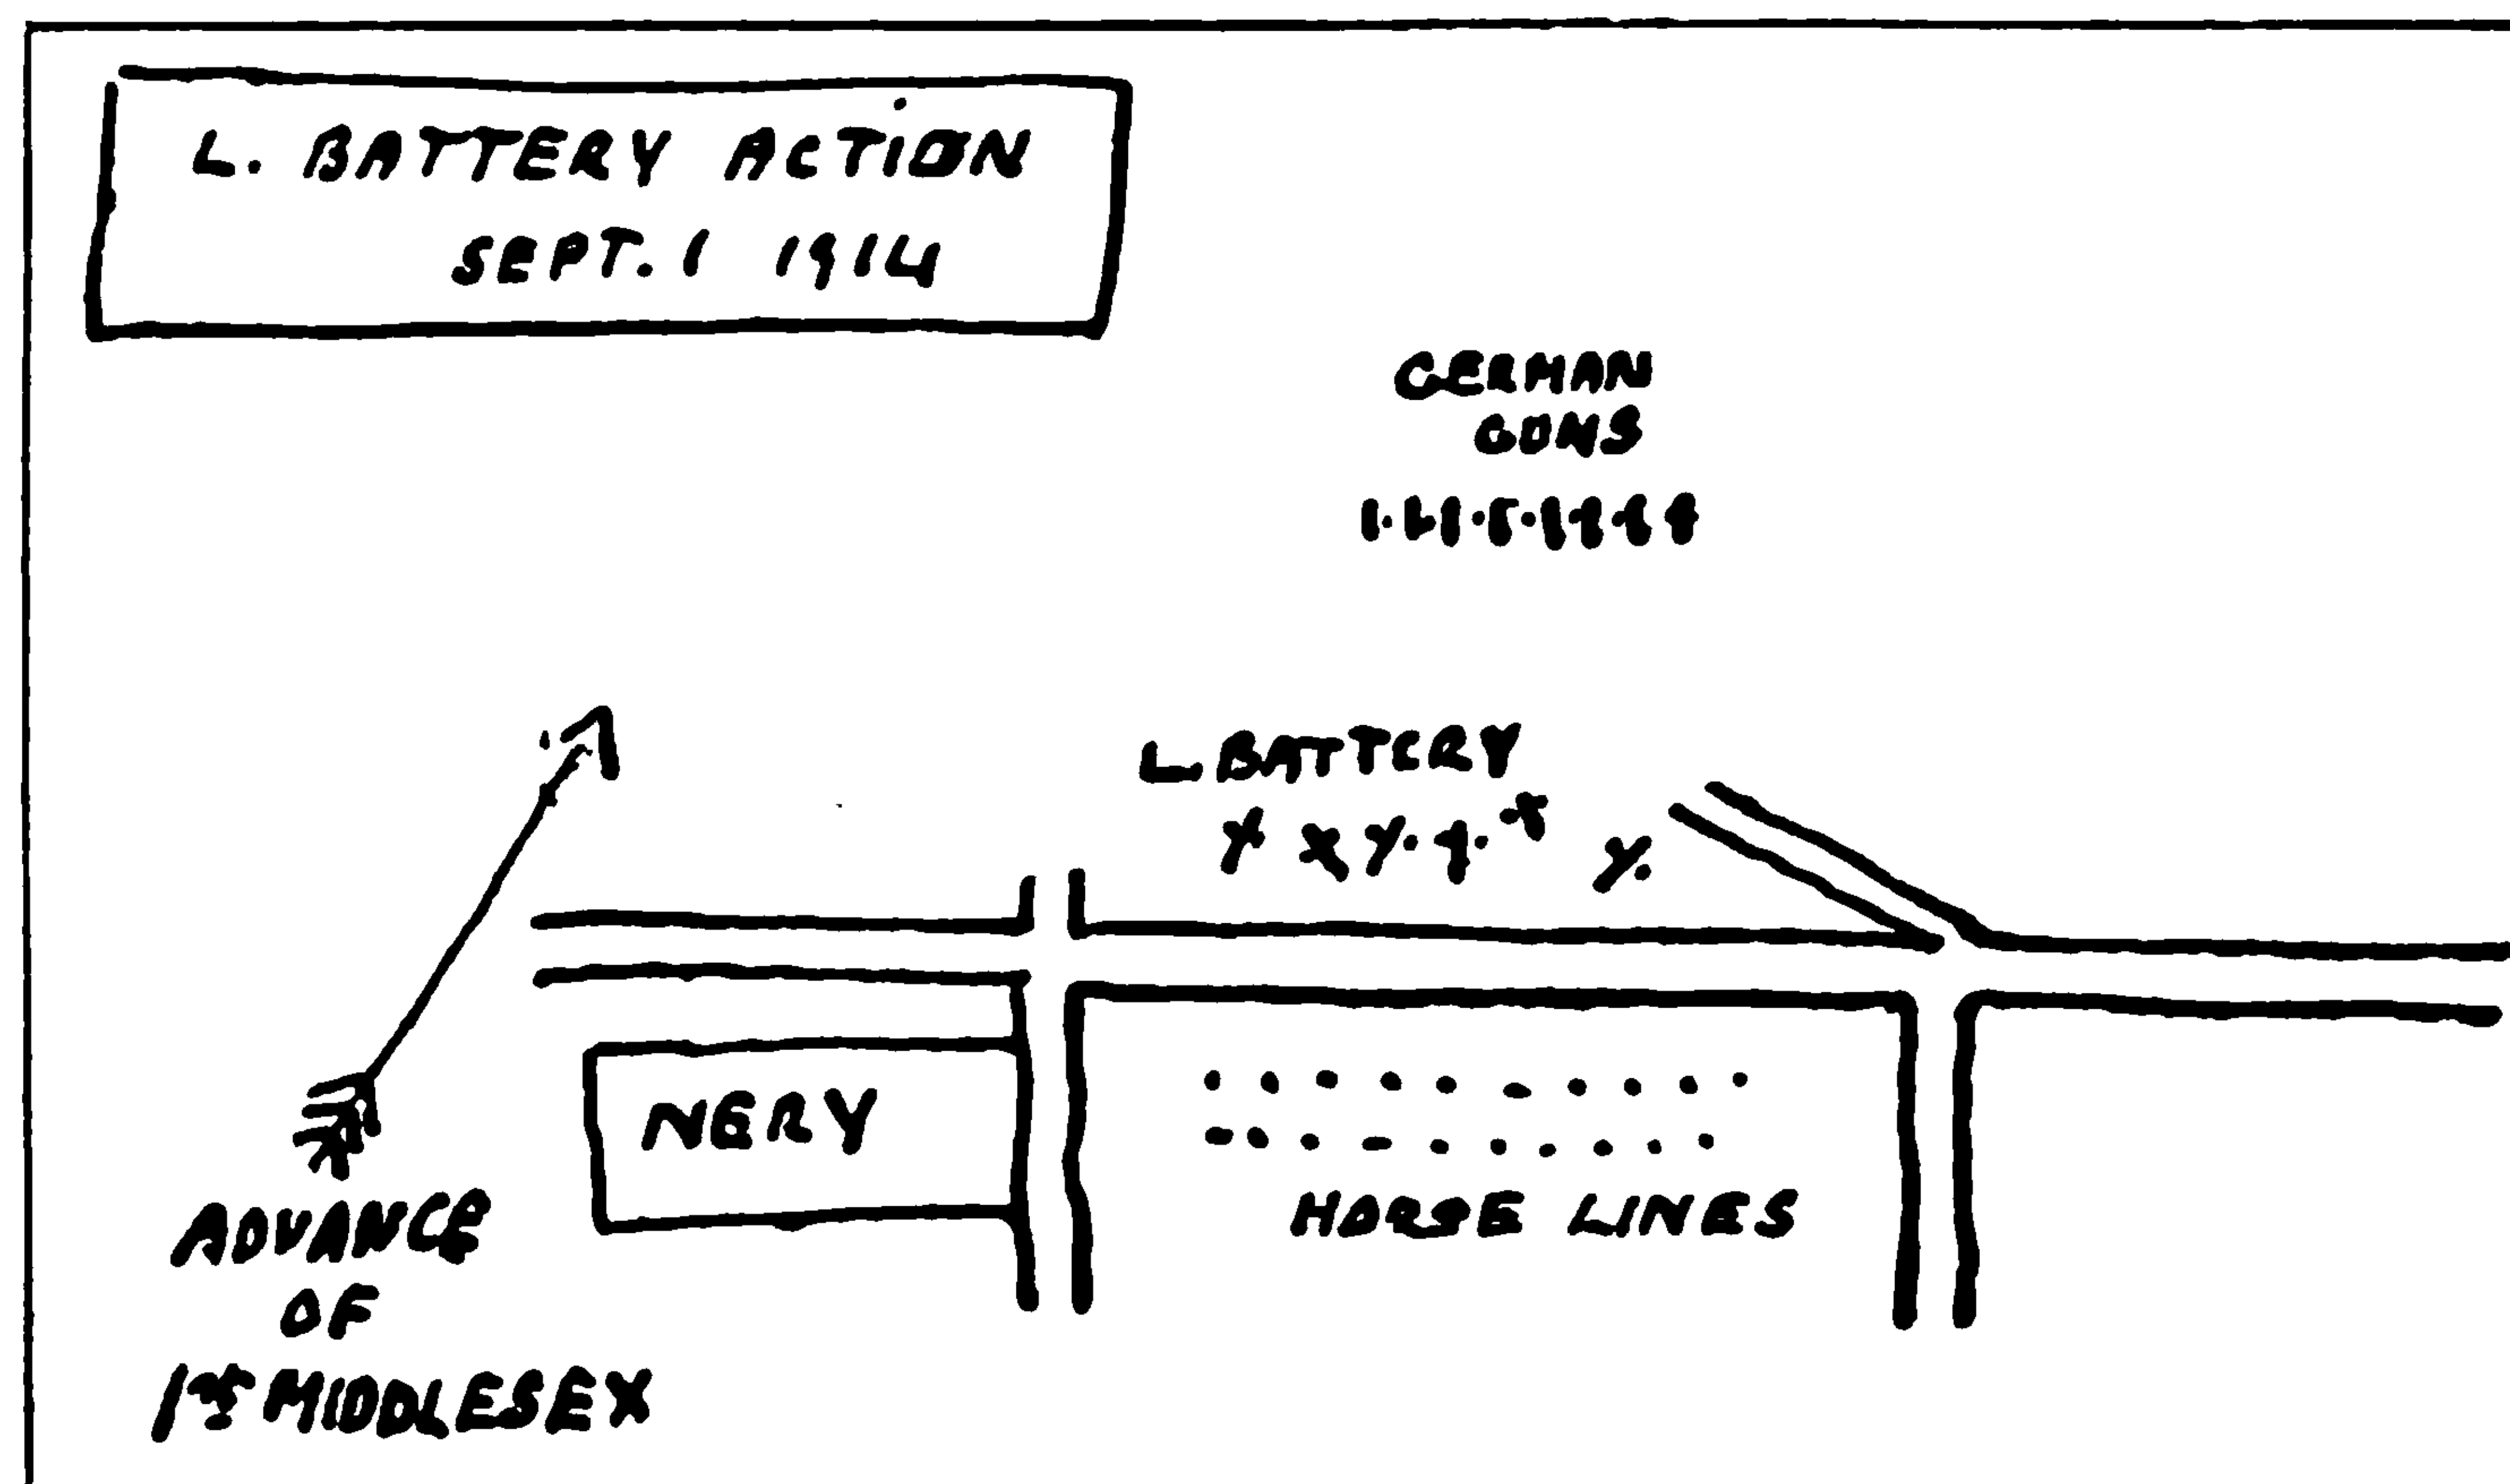 L. BATTERY ACTION
SEPT. 1 1914
GERMAN
GUNS
L BATTERY
NERY
HORSE LINES
ADVANCE
OF
1st MIDDLESEX